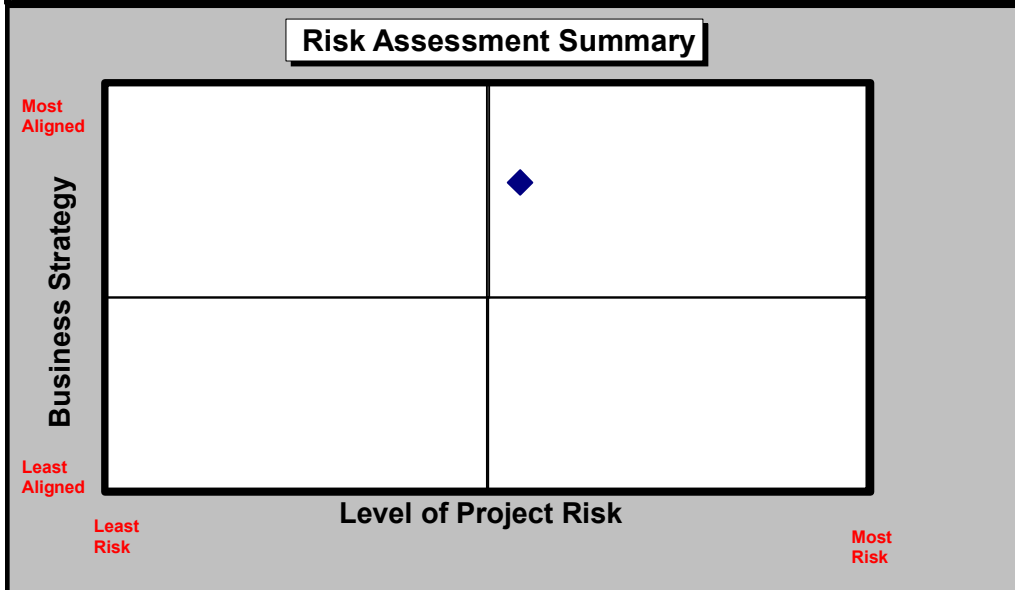 Risk Assessment Summary
Most
Aligned
Business Strategy
Least
Aligned
Level of Project Risk
Least
Risk
Most
Risk